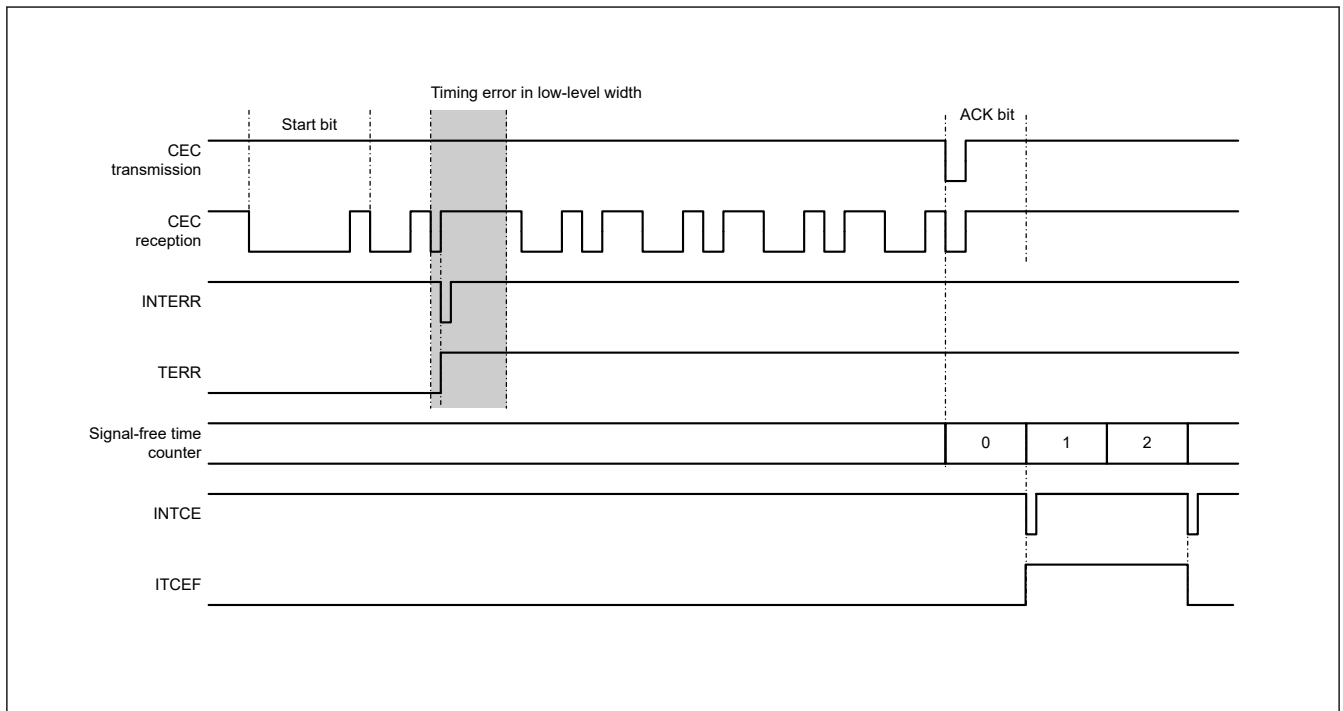 Timing error in low-level width
Start bit
ACK bit
CEC
transmission
CEC
reception
INTERR
TERR
Signal-free time
counter
0
1
2
INTCE
ITCEF